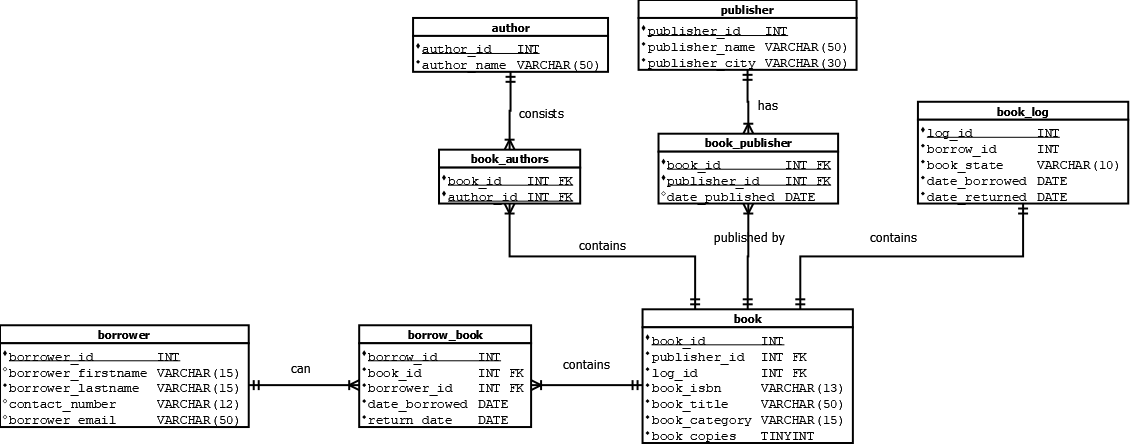 author
author_id INT
author_name VARCHAR(50)
publisher
publisher_id INT
publisher_name VARCHAR(50)
publisher_city VARCHAR(30)
consists
has
book_authors
book_id INT FK
author_id INT FK
book_publisher
book_id INT FK
publisher_id INT FK
date_published DATE
book_log
log_id INT
borrow_id INT
book_state VARCHAR(10)
date_borrowed DATE
date_returned DATE
contains
published by
contains
borrower
borrower_id INT
borrower_firstname VARCHAR(15)
borrower_lastname VARCHAR(15)
contact_number VARCHAR(12)
borrower_email VARCHAR(50)
can
borrow_book
borrow_id INT
book_id INT FK
borrower_id INT FK
date_borrowed DATE
return_date DATE
contains
book
book_id INT
publisher_id INT FK
log_id INT FK
book_isbn VARCHAR(13)
book_title VARCHAR(50)
book_category VARCHAR(15)
book_copies TINYINT